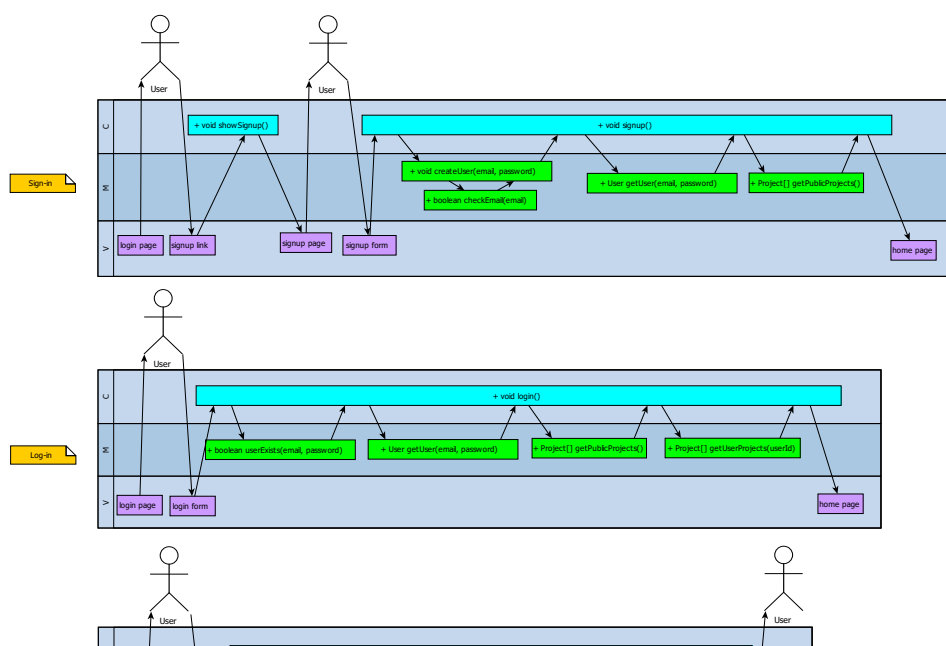 User
User
C
+ void showSignup()
+ void signup()
Sign-in
M
+ void createUser(email, password)
+ boolean checkEmail(email)
+ User getUser(email, password)
+ Project[] getPublicProjects()
V
login page
signup link
signup page
signup form
home page
User
C
+ void login()
Log-in
M
+ boolean userExists(email, password)
+ User getUser(email, password)
+ Project[] getPublicProjects()
+ Project[] getUserProjects(userId)
V
login page
login form
home page
User
User